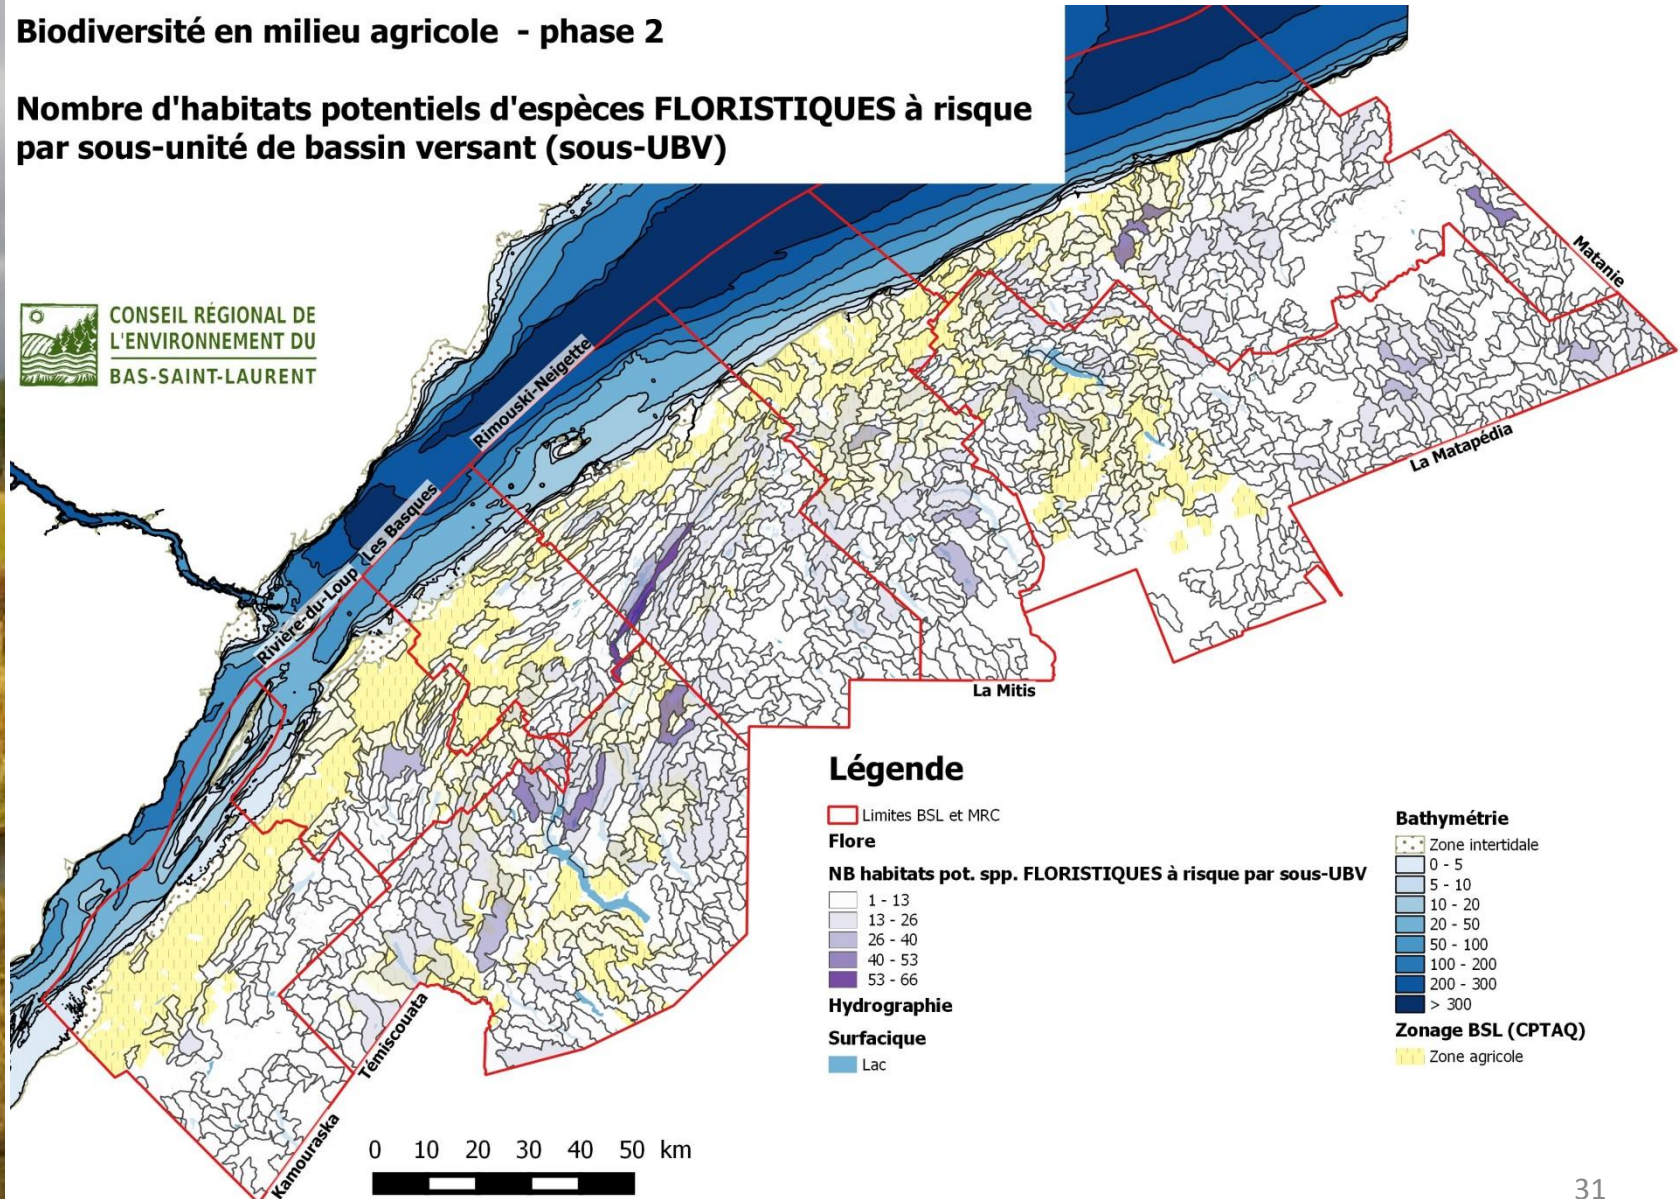 Biodiversité en milieu agricole - phase 2
Nombre d'habitats potentiels d'espèces FLORISTIQUES à risque
par sous-unité de bassin versant (sous-UBV)
CONSEIL RÉGIONAL DE
L'ENVIRONNEMENT DU
BAS-SAINT-LAURENT
Matanie
La Matapédia
Rimouski-Neigette
Les Basques
Rivière-du-Loup
La Mitis
Témiscouata
Kamouraska
Légende
Limites BSL et MRC
Flore
NB habitats pot. spp. FLORISTIQUES à risque par sous-UBV
1 - 13
13 - 26
26 - 40
40 - 53
53 - 66
Hydrographie
Surfacique
Lac
Bathymétrie
Zone intertidale
0 - 5
5 - 10
10 - 20
20 - 50
50 - 100
100 - 200
200 - 300
> 300
Zonage BSL (CPTAQ)
Zone agricole
0 10 20 30 40 50 km
31